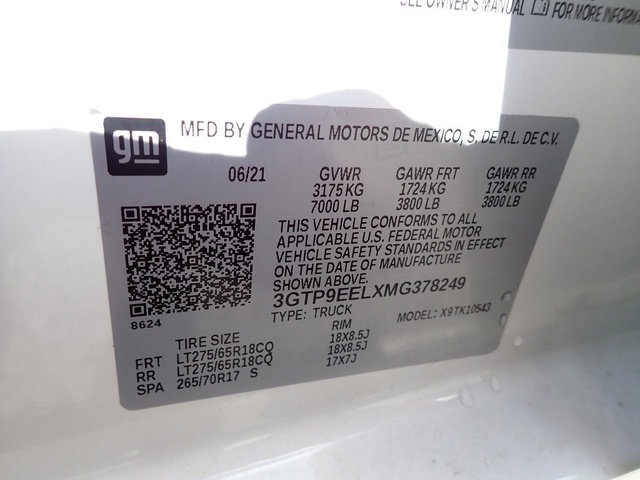 OWNER'S MANUAL
FOR MORE
gm
MFD BY GENERAL MOTORS DE MEXICO, S. DE R.L. DE C.V.
06/21 GVWR GAWR FRT GAWR RR
3175 KG 1724 KG 1724 KG
7000 LB 3800 LB 3800 LB
THIS VEHICLE CONFORMS TO ALL
APPLICABLE U.S. FEDERAL MOTOR
VEHICLE SAFETY STANDARDS IN EFFECT
ON THE DATE OF MANUFACTURE
SHOWN ABOVE.
3GTP9EELXMG378249
TYPE: TRUCK MODEL: X9TK10543
8624
TIRE SIZE RIM
FRT LT275/65R18CQ 18X8.5J
RR LT275/65R18CQ 18X8.5J
SPA 265/70R17 S 17X7J